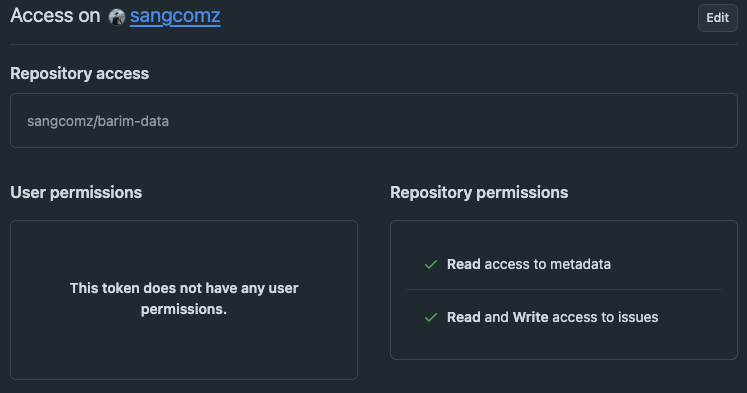 Access on sangcomz
Edit
Repository access
sangcomz/barim-data
User permissions
This token does not have any user
permissions.
Repository permissions
Read access to metadata
Read and Write access to issues